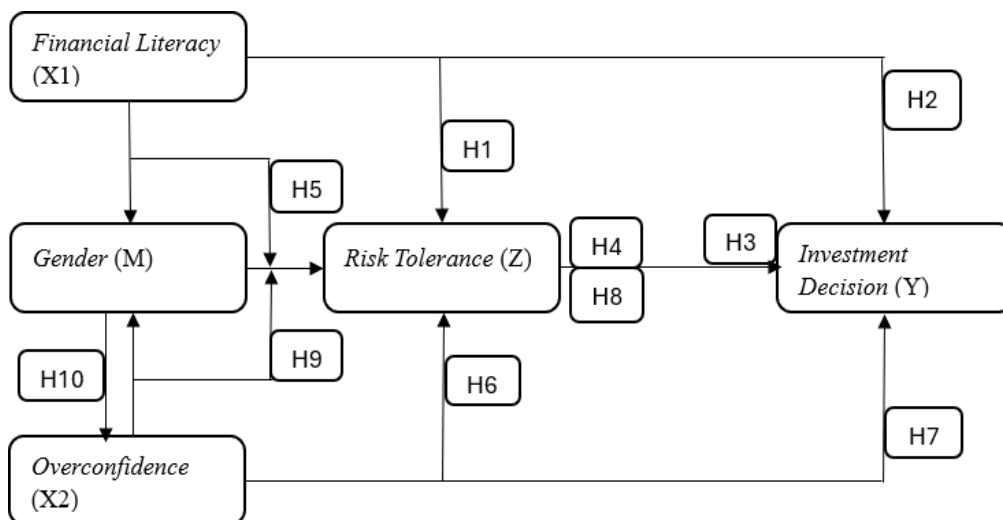 Financial Literacy
(X1)
H2
H1
H5
Gender (M)
Risk Tolerance (Z)
H4
H3
Investment
Decision (Y)
H8
H9
H10
H6
H7
Overconfidence
(X2)